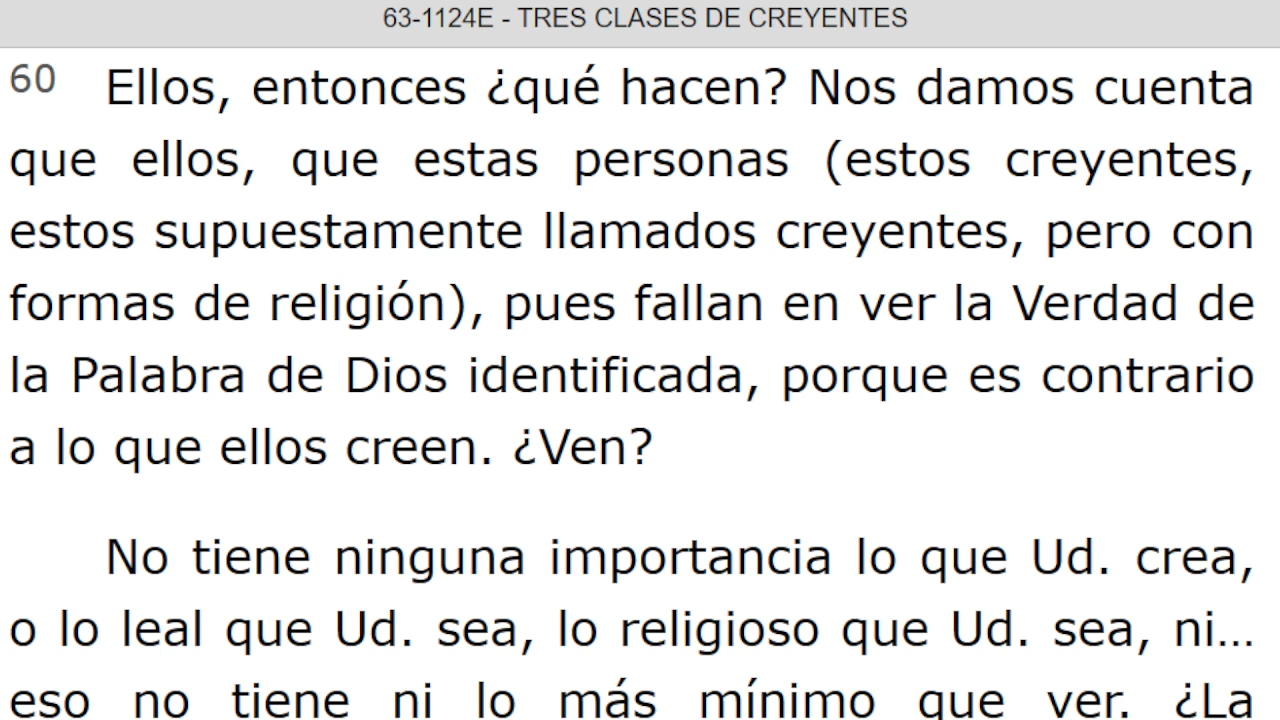 63-1124E - TRES CLASES DE CREYENTES
60 Ellos, entonces ¿qué hacen? Nos damos cuenta
que ellos, que estas personas (estos creyentes,
estos supuestamente llamados creyentes, pero con
formas de religión), pues fallan en ver la Verdad de
la Palabra de Dios identificada, porque es contrario
a lo que ellos creen. ¿Ven?
No tiene ninguna importancia lo que Ud. crea,
o lo leal que Ud. sea, lo religioso que Ud. sea, ni...
eso no tiene ni lo más mínimo que ver. ¿La